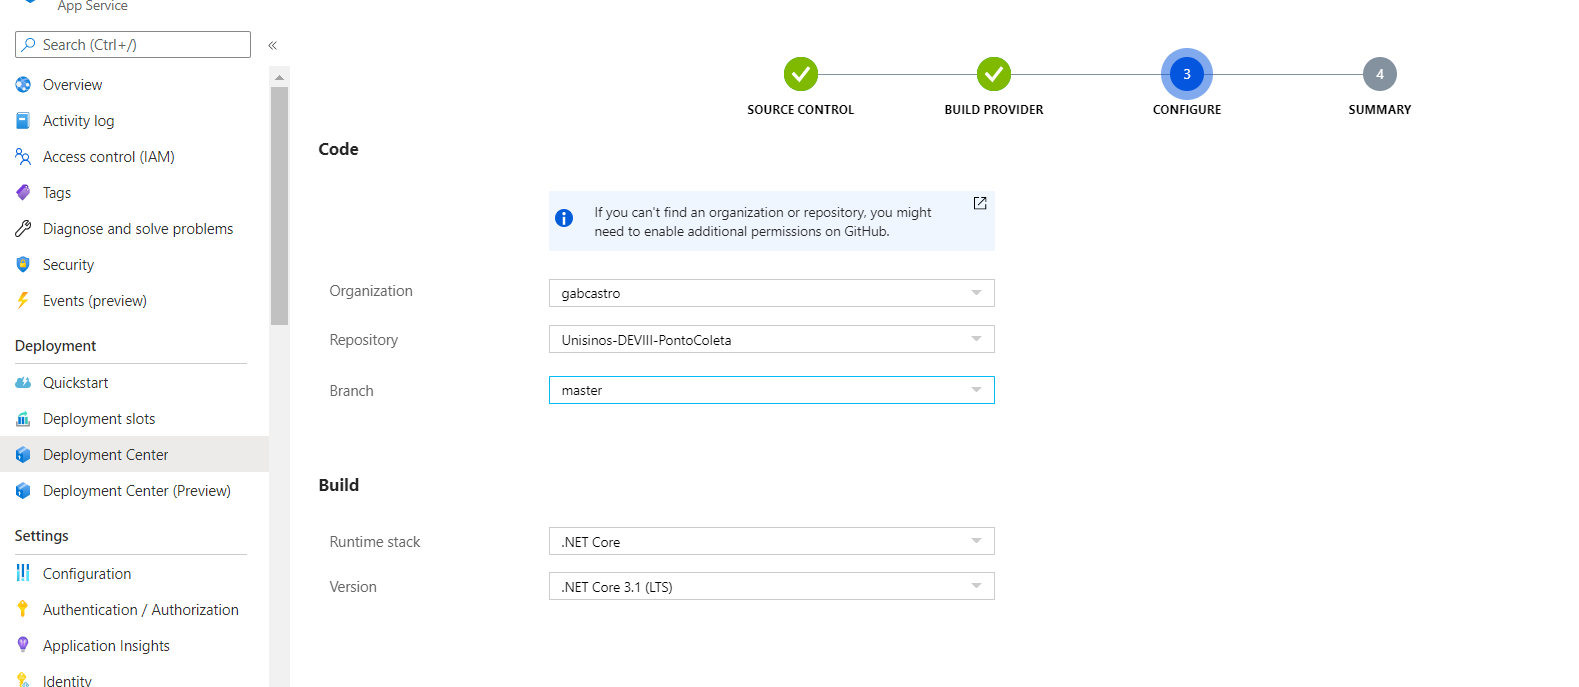 App Service
Search (Ctrl+/)
«
Overview
Activity log
Access control (IAM)
Tags
Diagnose and solve problems
Security
Events (preview)
Deployment
Quickstart
Deployment slots
Deployment Center
Deployment Center (Preview)
Settings
Configuration
Authentication / Authorization
Application Insights
Identity
3
4
SOURCE CONTROL
BUILD PROVIDER
CONFIGURE
SUMMARY
Code
If you can't find an organization or repository, you might
need to enable additional permissions on GitHub.
Organization
gabcastro
Repository
Unisinos-DEVIII-PontoColeta
Branch
master
Build
Runtime stack
.NET Core
Version
.NET Core 3.1 (LTS)